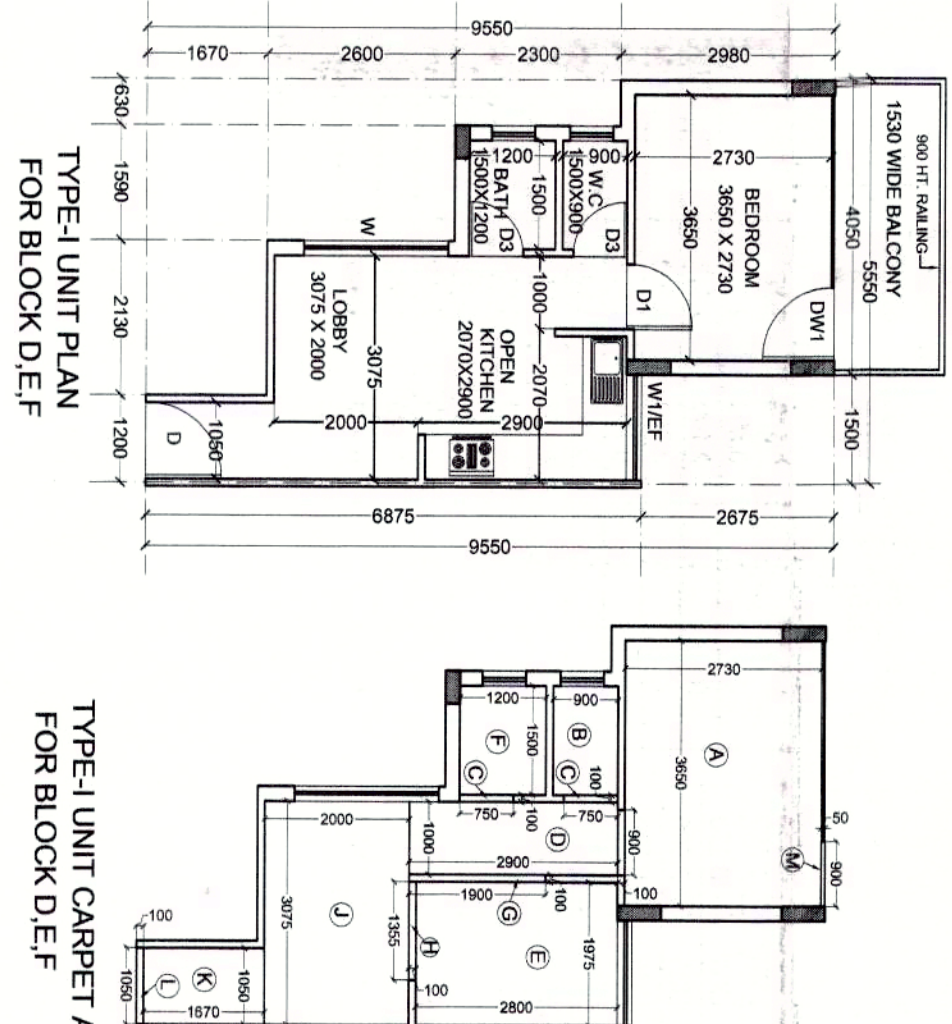 9550
1670
2600
2300
2980
630
1590
2130
1200
900 HT. RAILING
1530 WIDE BALCONY
4050
5550
1500
BEDROOM
3650 X 2730
2730
3650
DW1
D1
W.C
1500X900
900
D3
BATH
1500X1200
1200
1500
D3
1000
W
LOBBY
3075 X 2000
3075
2000
OPEN
KITCHEN
2070X2900
2070
2900
W1/EF
D
1050
6875
2675
9550
TYPE-I UNIT PLAN
FOR BLOCK D,E,F
2730
A
3650
50
M
900
1200
900
F
1500
B
C
C
100
750
100
750
D
900
2900
1000
100
2000
3075
J
1900
G
100
E
1975
1355
H
100
2800
100
1050
L
K
1670
1050
TYPE-I UNIT CARPET
FOR BLOCK D,E,F